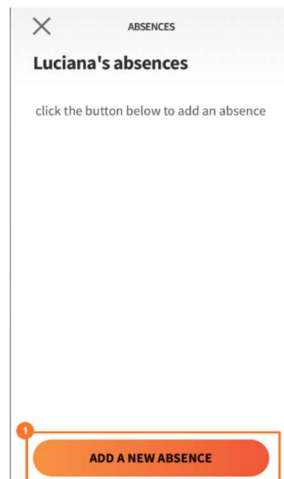 ABSENCES
Luciana's absences
click the button below to add an absence
1
ADD A NEW ABSENCE